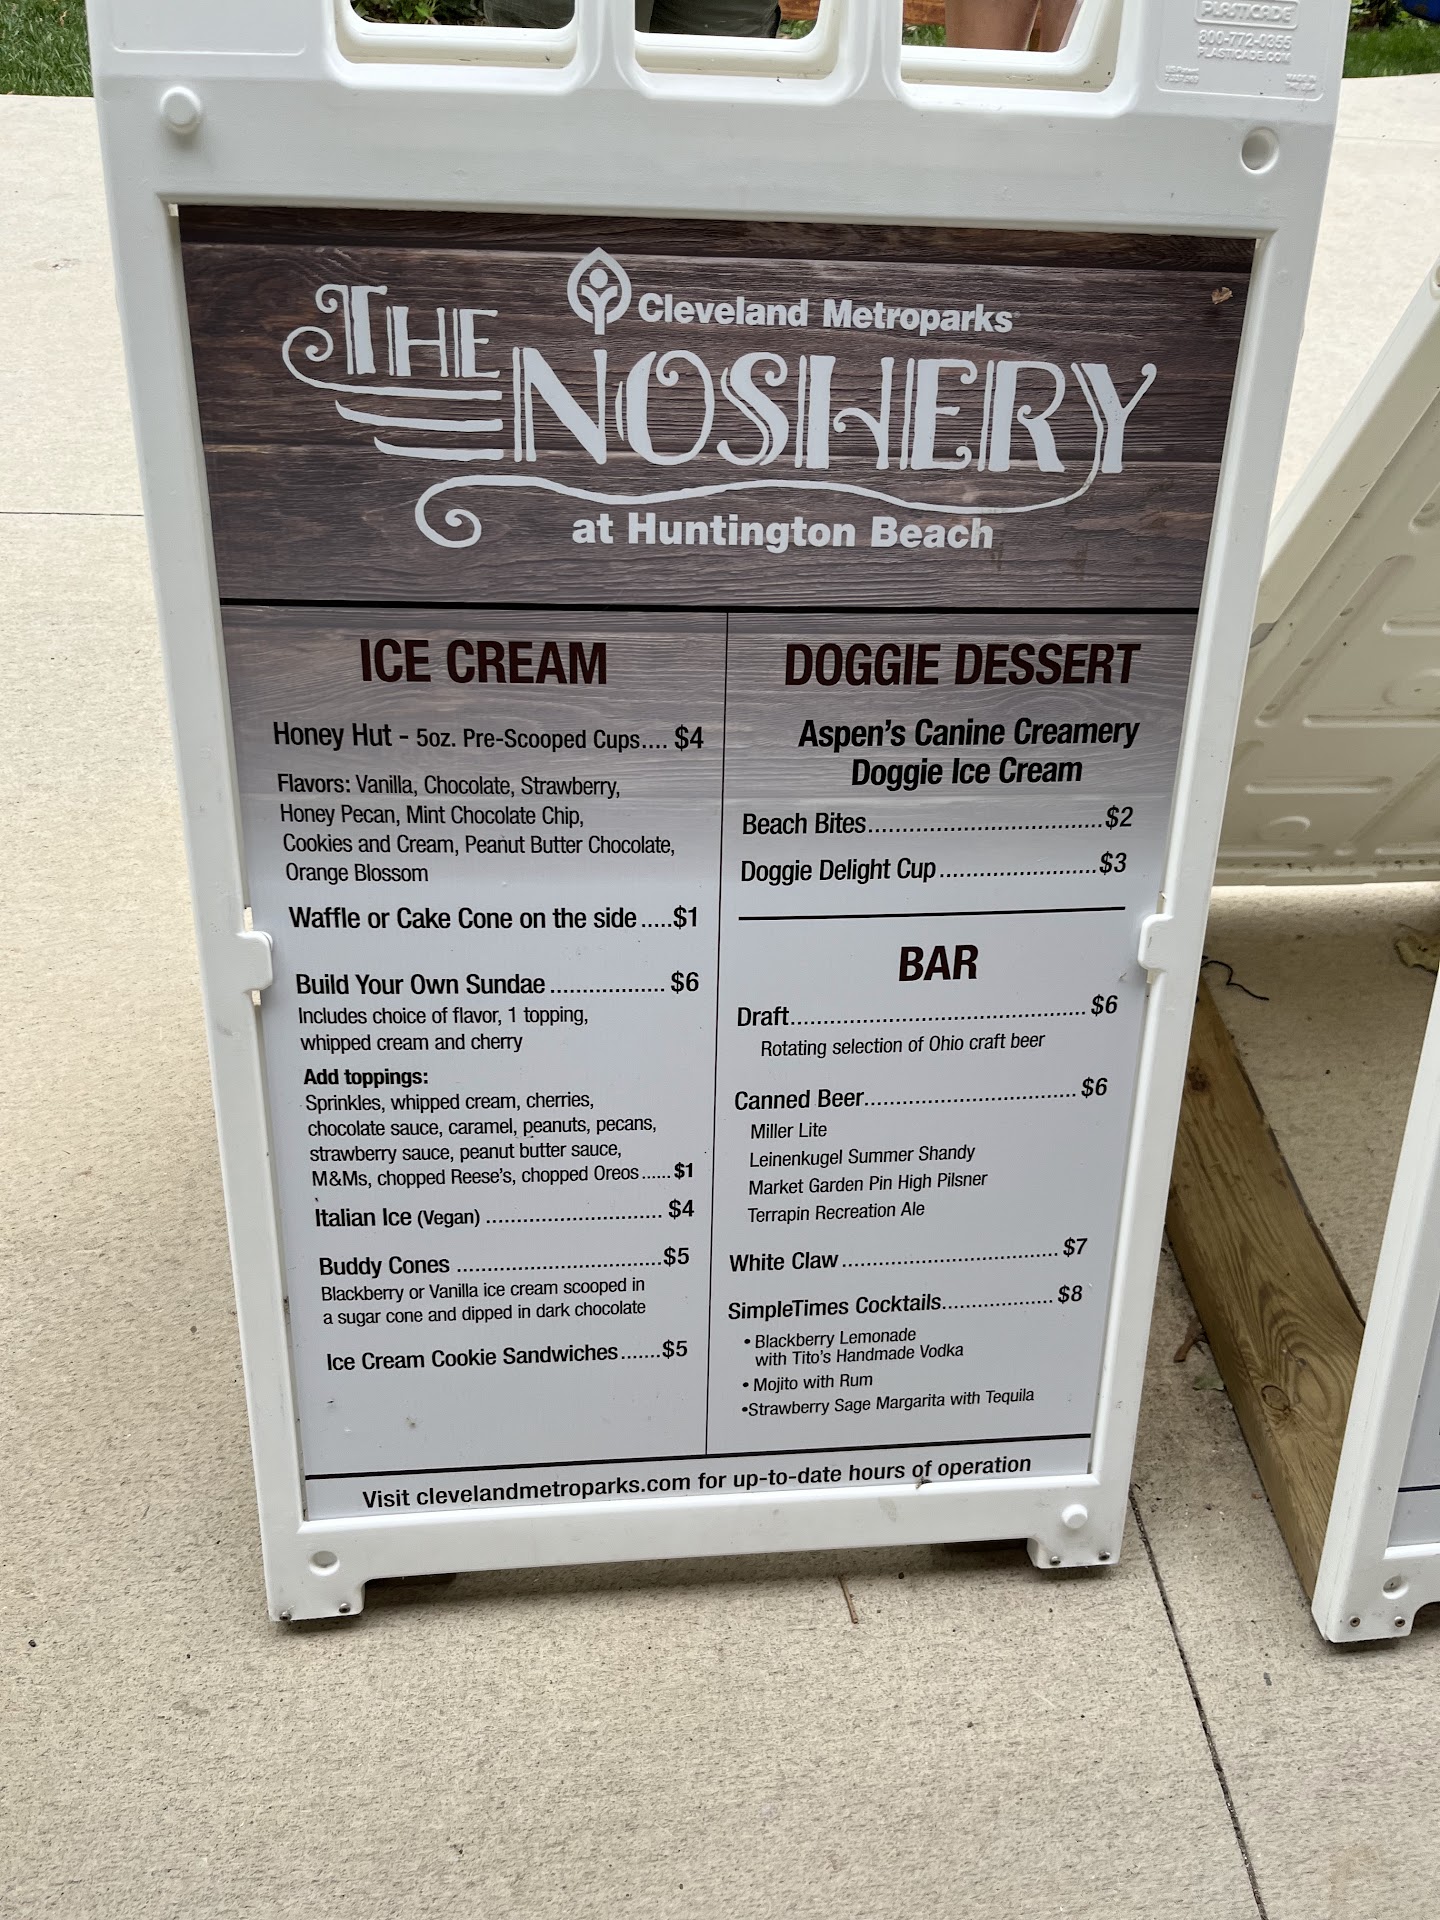 PLASTICADE
800-772-0355
PLASTICADE.COM
MADE IN
THE USA
Cleveland Metroparks
THE NOSHERY
at Huntington Beach
ICE CREAM
Honey Hut - 5oz. Pre-Scooped Cups.... $4
Flavors: Vanilla, Chocolate, Strawberry,
Honey Pecan, Mint Chocolate Chip,
Cookies and Cream, Peanut Butter Chocolate,
Orange Blossom
Waffle or Cake Cone on the side .....$1
Build Your Own Sundae .................. $6
Includes choice of flavor, 1 topping,
whipped cream and cherry
Add toppings:
Sprinkles, whipped cream, cherries,
chocolate sauce, caramel, peanuts, pecans,
strawberry sauce, peanut butter sauce,
M&Ms, chopped Reese's, chopped Oreos ...... $1
Italian Ice (Vegan) ............................ $4
Buddy Cones ................................$5
Blackberry or Vanilla ice cream scooped in
a sugar cone and dipped in dark chocolate
Ice Cream Cookie Sandwiches.......$5
DOGGIE DESSERT
Aspen's Canine Creamery
Doggie Ice Cream
Beach Bites...................................$2
Doggie Delight Cup........................$3
BAR
Draft.............................................. $6
Rotating selection of Ohio craft beer
Canned Beer................................. $6
Miller Lite
Leinenkugel Summer Shandy
Market Garden Pin High Pilsner
Terrapin Recreation Ale
White Claw................................... $7
SimpleTimes Cocktails.................. $8
• Blackberry Lemonade
with Tito's Handmade Vodka
• Mojito with Rum
•Strawberry Sage Margarita with Tequila
Visit clevelandmetroparks.com for up-to-date hours of operation